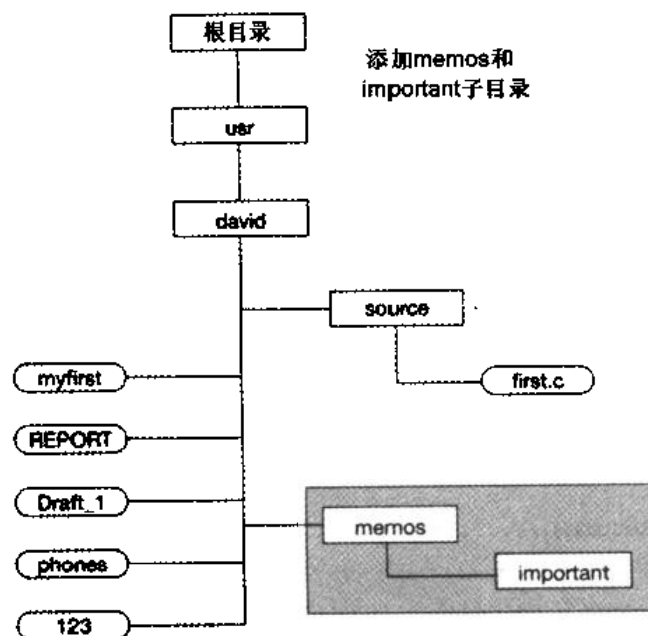 根目录
添加memos和
important子目录
usr
david
source
myfirst
first.c
REPORT
Draft_1
memos
phones
important
123